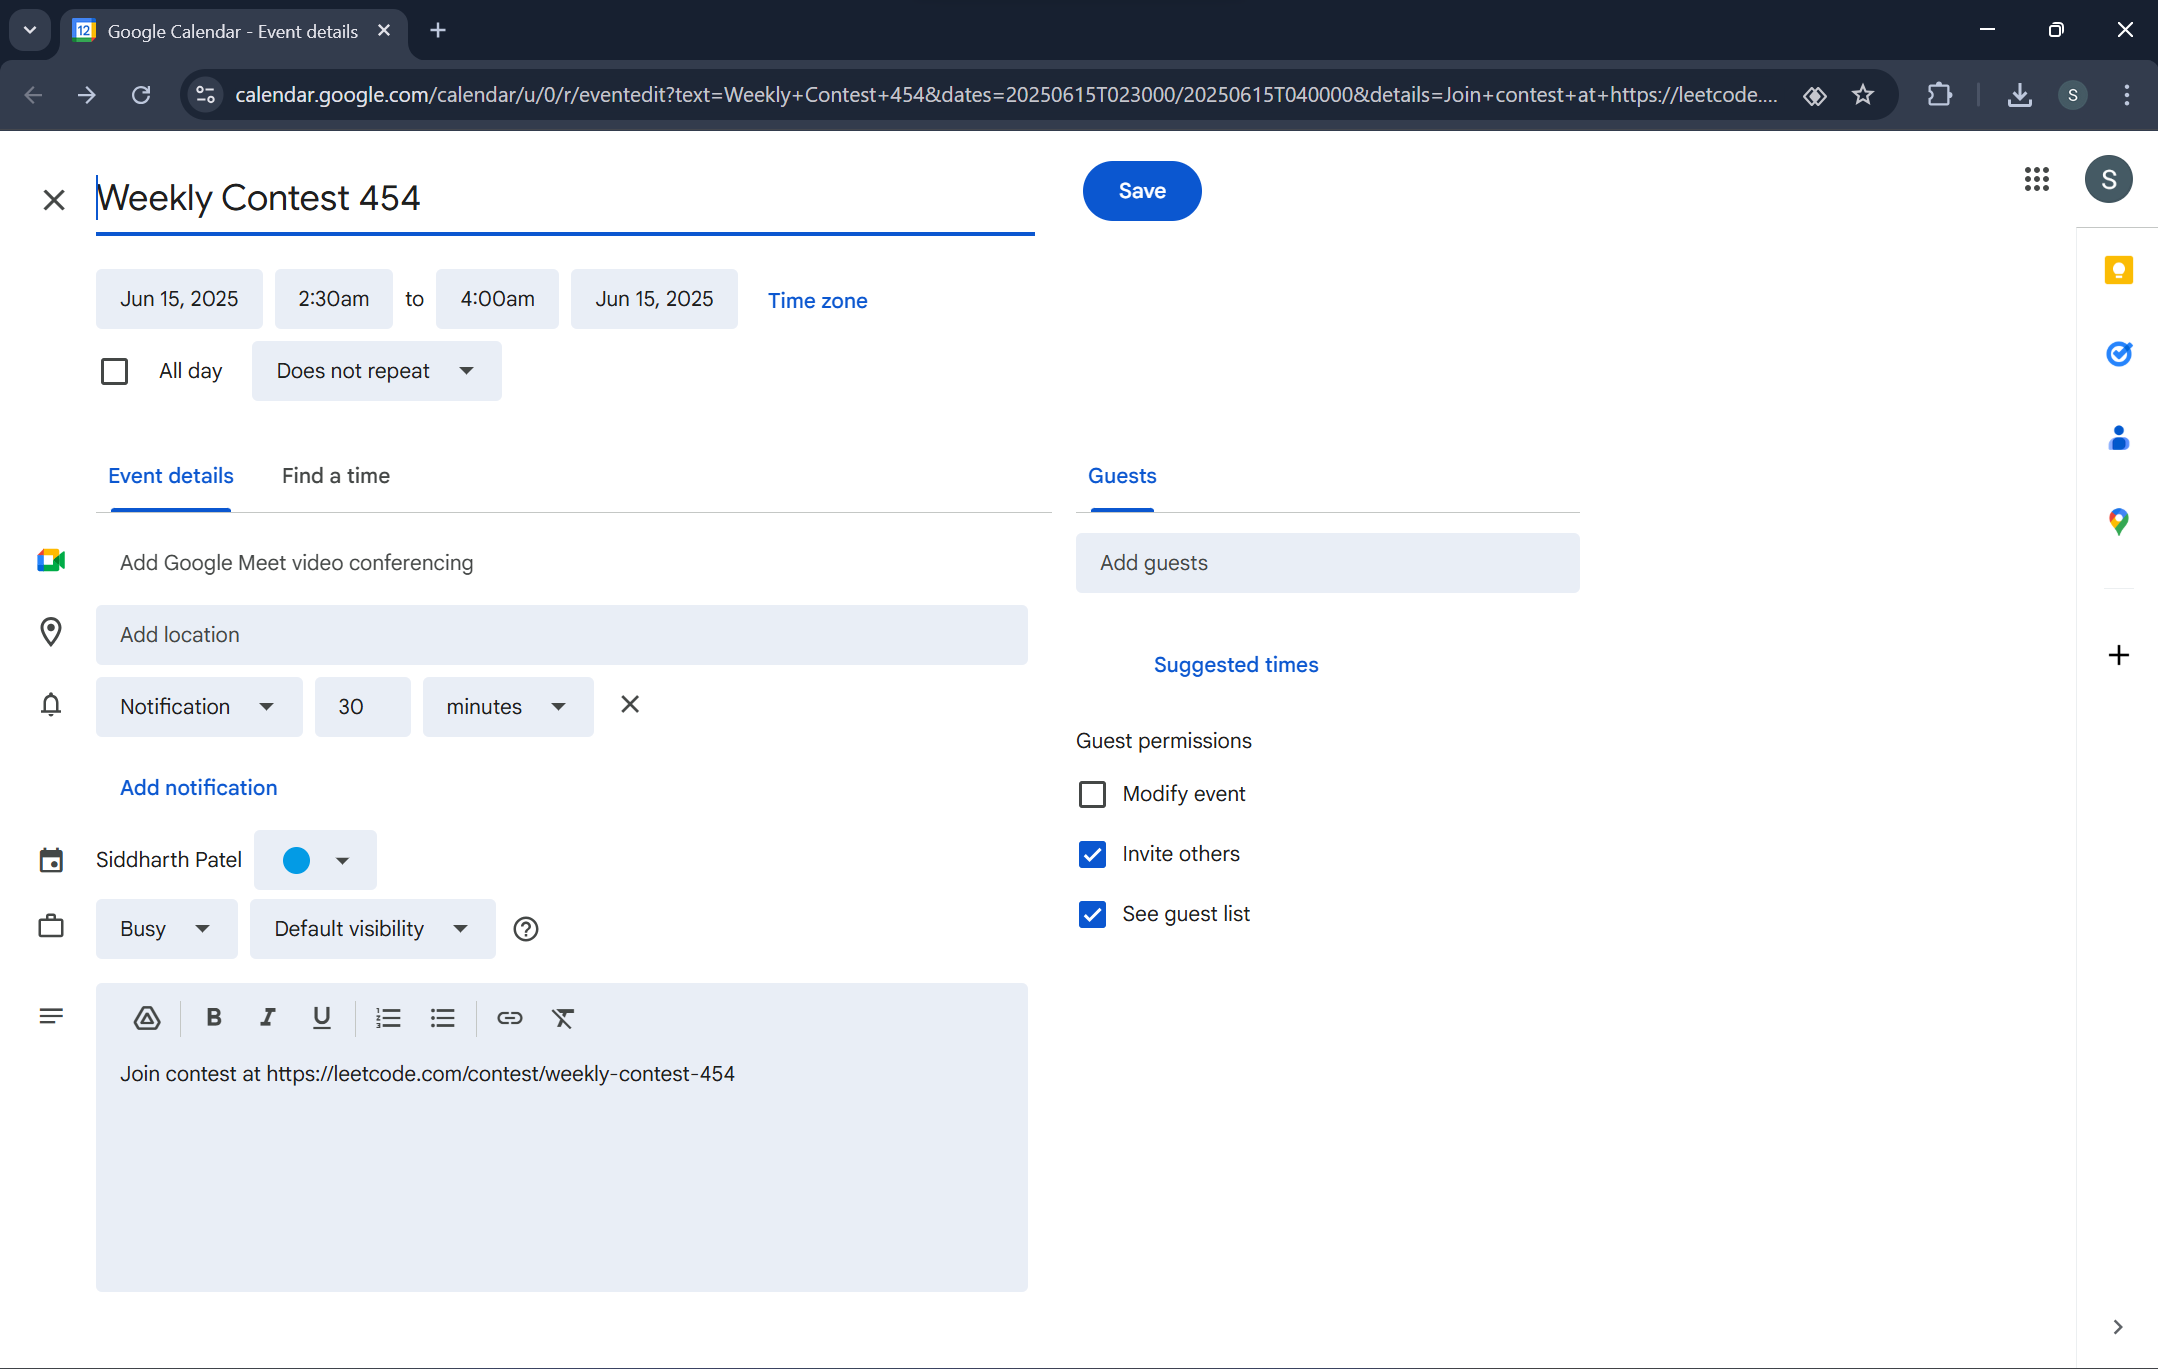 Google Calendar - Event details
calendar.google.com/calendar/u/0/r/eventedit?text=Weekly+Contest+454&dates=20250615T023000/20250615T040000&details=Join+contest+at+https://leetcode....
S
Weekly Contest 454
Save
S
Jun 15, 2025 2:30am to 4:00am Jun 15, 2025 Time zone
All day Does not repeat
Event details Find a time
Guests
Add Google Meet video conferencing
Add guests
Add location
Suggested times
Notification 30 minutes
Guest permissions
Add notification
Modify event
Siddharth Patel
Invite others
Busy Default visibility
See guest list
B I U
Join contest at https://leetcode.com/contest/weekly-contest-454